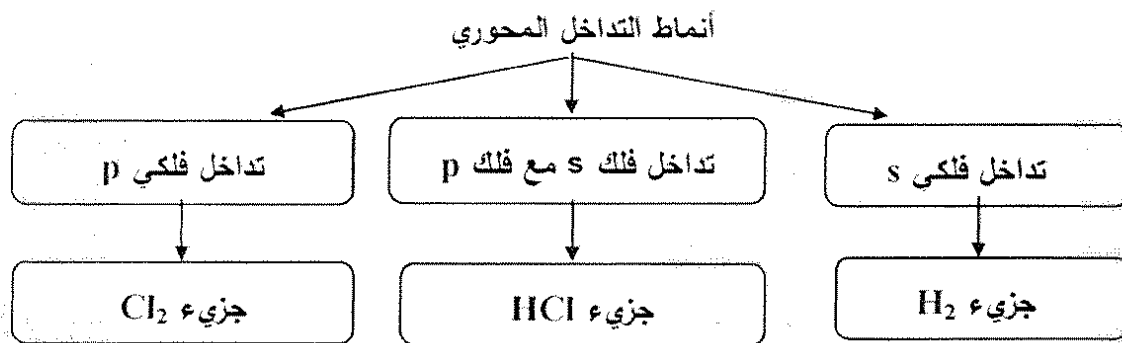 أنماط التداخل المحوري
تداخل فلكي s
تداخل فلك s مع فلك p
تداخل فلكي p
جزيء H₂
جزيء HCl
جزيء Cl₂